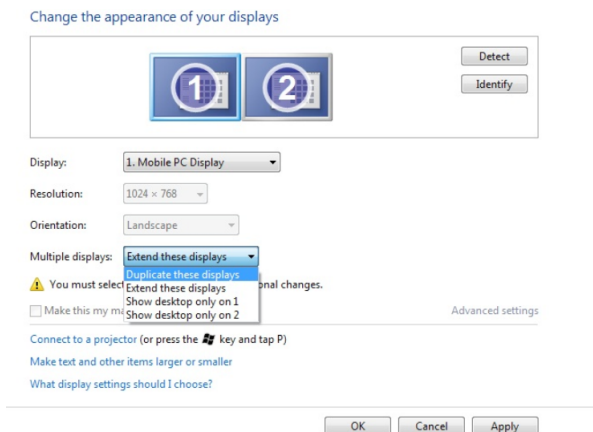 Change the appearance of your displays
1 2
Detect
Identify
Display: 1. Mobile PC Display
Resolution: 1024 × 768
Orientation: Landscape
Multiple displays: Extend these displays
Duplicate these displays
You must select onal changes.
Extend these displays
Show desktop only on 1
Make this my ma Advanced settings
Show desktop only on 2
Connect to a projector (or press the key and tap P)
Make text and other items larger or smaller
What display settings should I choose?
OK Cancel Apply